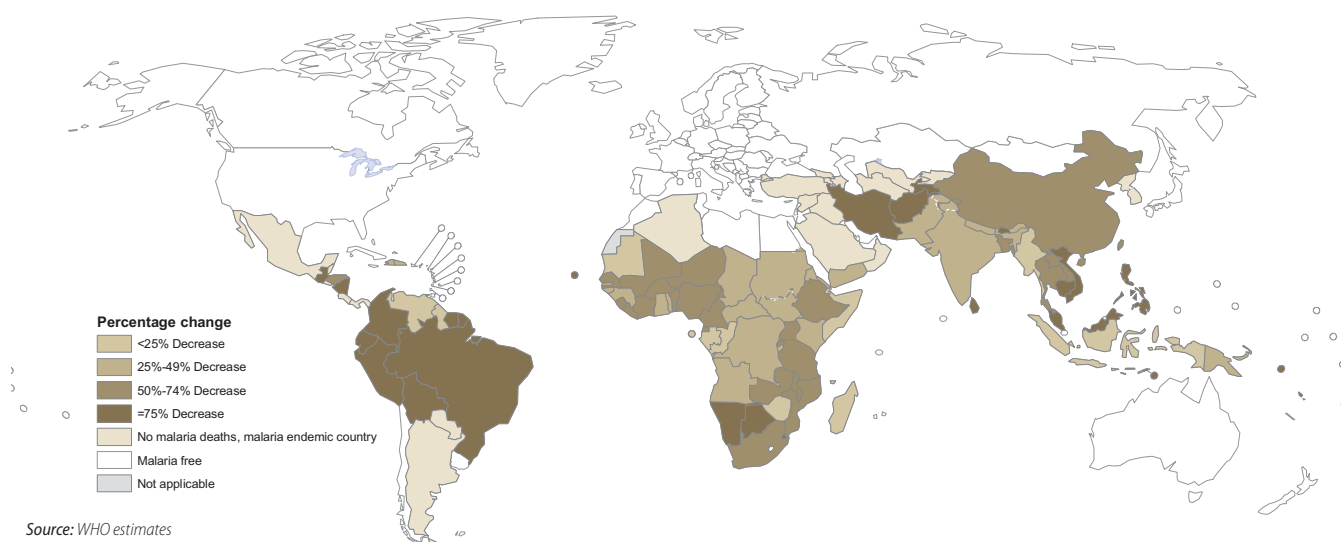 Percentage change
<25% Decrease
25%-49% Decrease
50%-74% Decrease
=75% Decrease
No malaria deaths, malaria endemic country
Malaria free
Not applicable
Source: WHO estimates